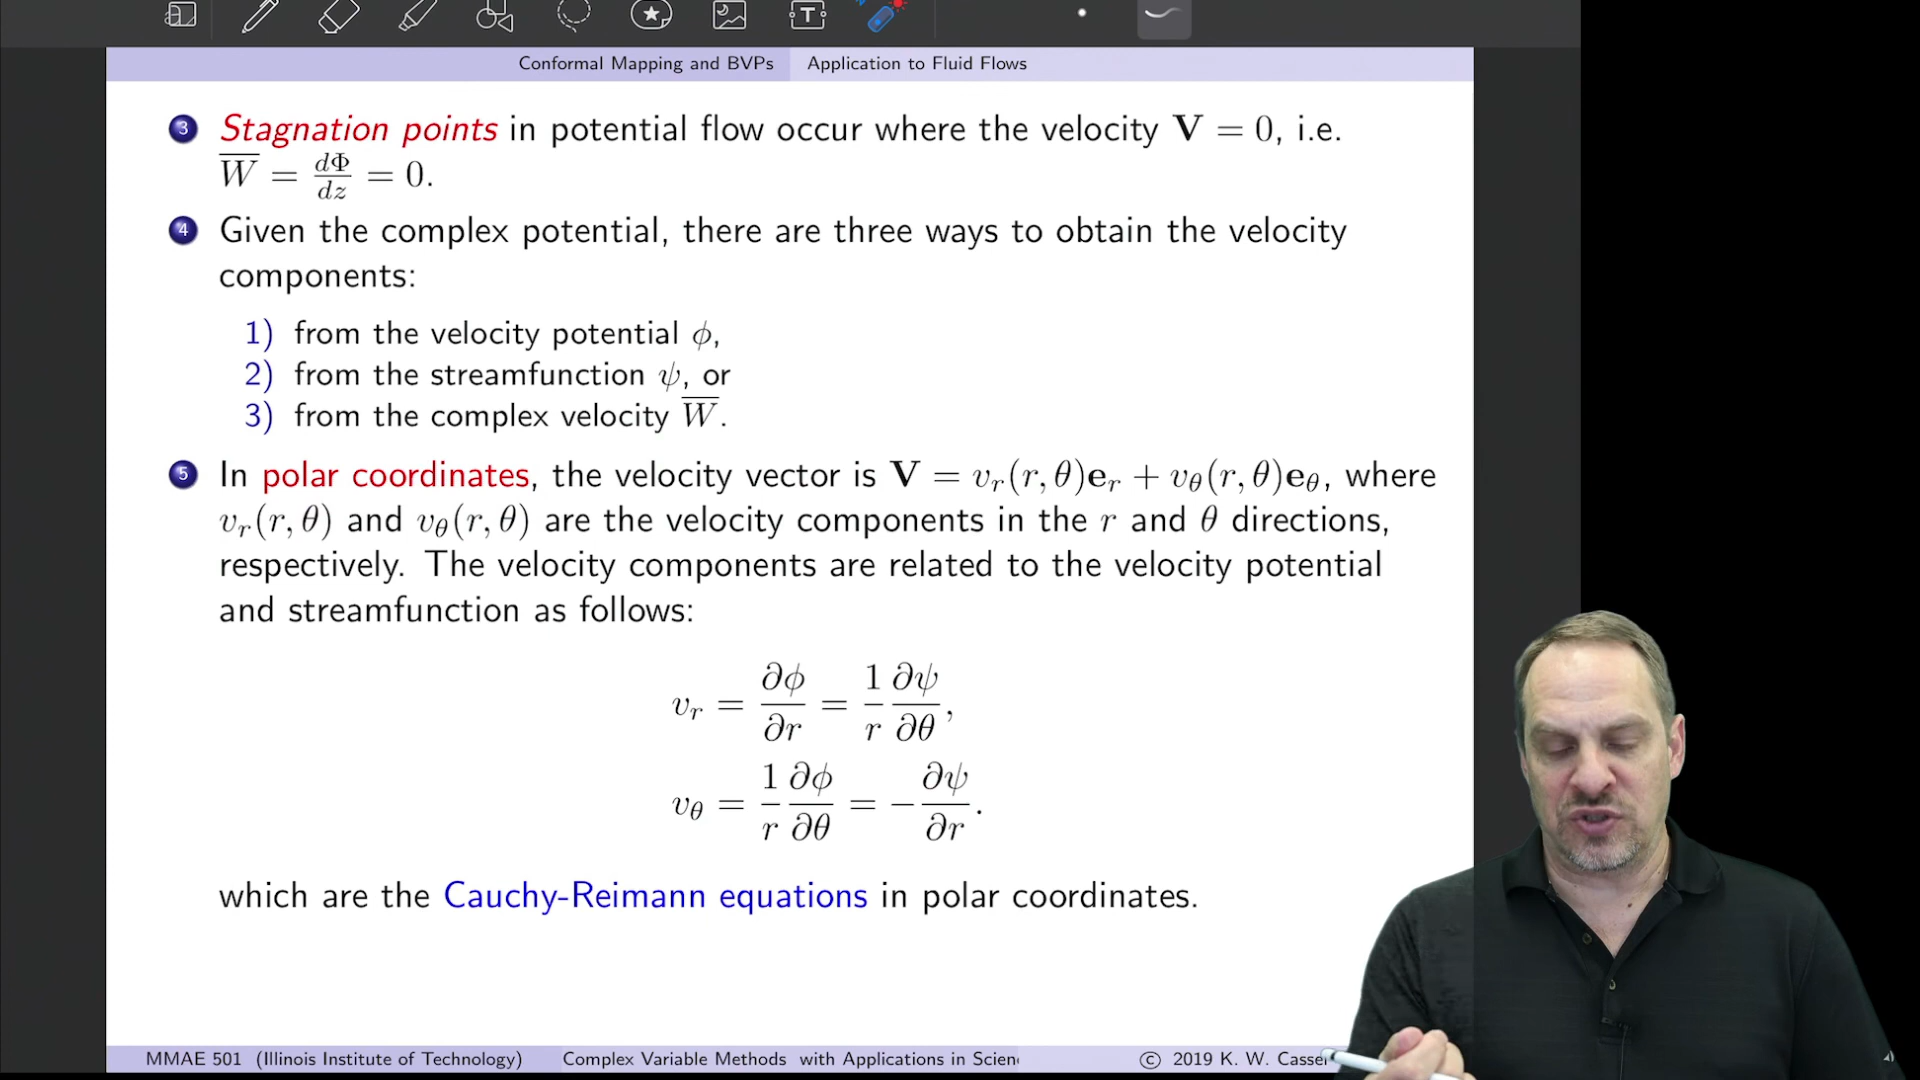 Conformal Mapping and BVPs Application to Fluid Flows
3 Stagnation points in potential flow occur where the velocity V = 0, i.e.
W̅ = dΦ/dz = 0.
4 Given the complex potential, there are three ways to obtain the velocity
components:
1) from the velocity potential ϕ,
2) from the streamfunction ψ, or
3) from the complex velocity W̅.
5 In polar coordinates, the velocity vector is V = v_r(r, θ)e_r + v_θ(r, θ)e_θ, where
v_r(r, θ) and v_θ(r, θ) are the velocity components in the r and θ directions,
respectively. The velocity components are related to the velocity potential
and streamfunction as follows:
v_r = ∂ϕ/∂r = 1/r ∂ψ/∂θ,
v_θ = 1/r ∂ϕ/∂θ = −∂ψ/∂r.
which are the Cauchy-Reimann equations in polar coordinates.
MMAE 501 (Illinois Institute of Technology) Complex Variable Methods with Applications in Scien © 2019 K. W. Cassel